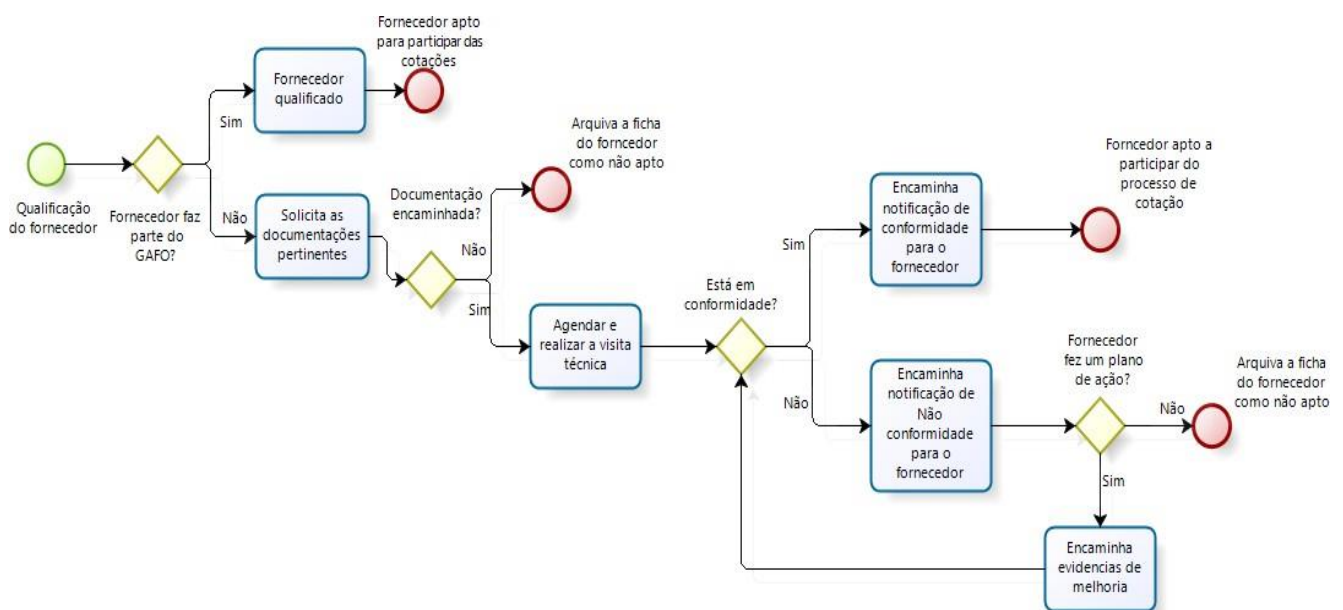 Fornecedor apto
para participar das
cotações
Fornecedor
qualificado
Sim
Qualificação
do fornecedor
Fornecedor faz
parte do
GAFO?
Não
Solicita as
documentações
pertinentes
Documentação
encaminhada?
Não
Arquiva a ficha
do forncedor
como não apto
Sim
Agendar e
realizar a visita
técnica
Está em
conformidade?
Sim
Encaminha
notificação de
conformidade
para o
fornecedor
Forncedor apto a
participar do
processo de
cotação
Não
Encaminha
notificação de
Não
conformidade
para o
fornecedor
Fornecedor
fez um plano
de ação?
Não
Arquiva a ficha
do fornecedor
como não apto
Sim
Encaminha
evidencias de
melhoria